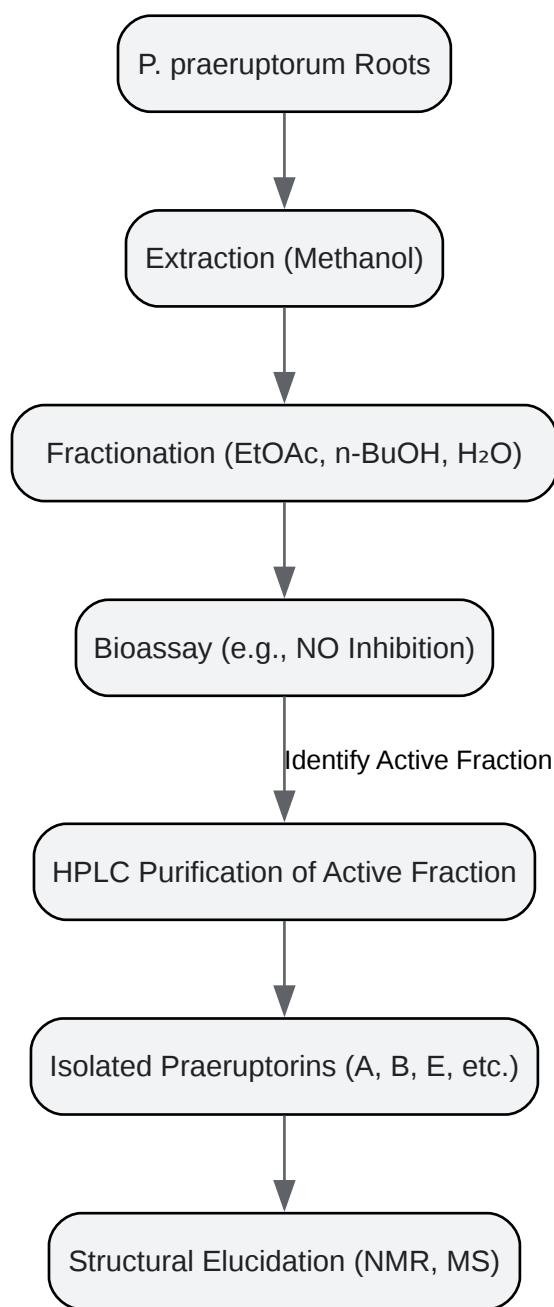 P. praeruptorum Roots
Extraction (Methanol)
Fractionation (EtOAc, n-BuOH, H₂O)
Bioassay (e.g., NO Inhibition)
Identify Active Fraction
HPLC Purification of Active Fraction
Isolated Praeruptorins (A, B, E, etc.)
Structural Elucidation (NMR, MS)